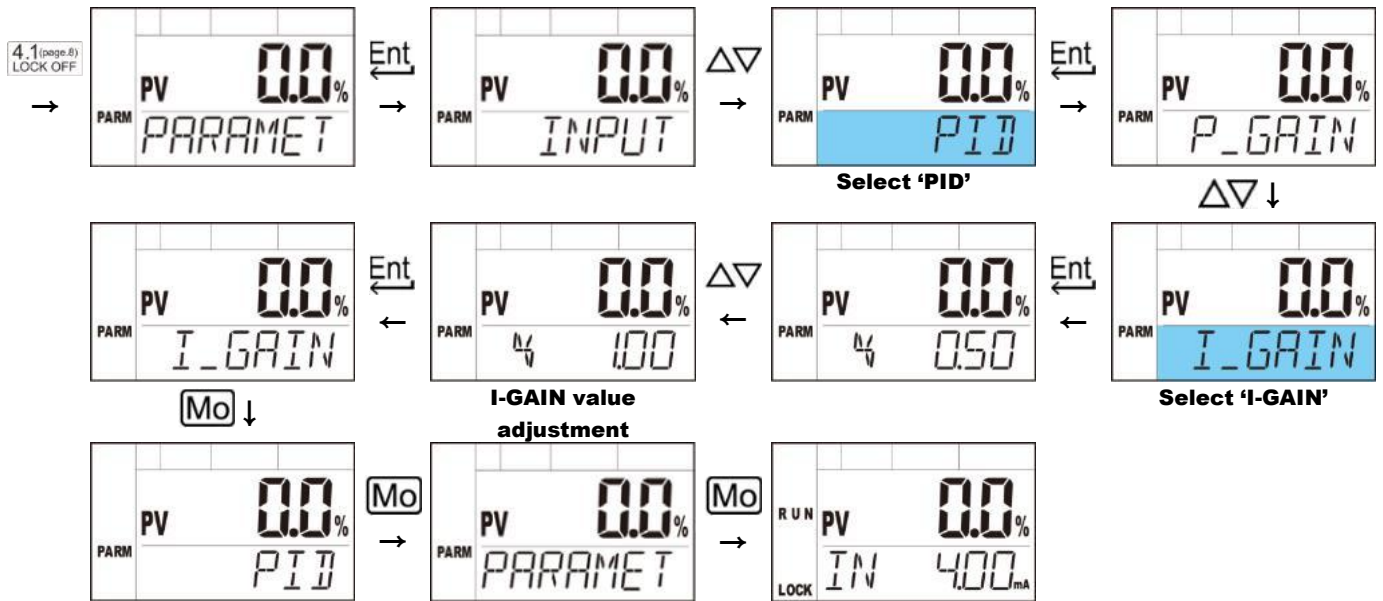 4.1(page.8)
LOCK OFF
PV 0.0%
PARM
PARAMET
Ent
PV 0.0%
PARM
INPUT
PV 0.0%
PARM
PID
Select ‘PID’
Ent
PV 0.0%
PARM
P_GAIN
PV 0.0%
PARM
I_GAIN
Ent
PV 0.0%
PARM
1.00
I-GAIN value
adjustment
PV 0.0%
PARM
0.50
Ent
PV 0.0%
PARM
I_GAIN
Select ‘I-GAIN’
Mo
PV 0.0%
PARM
PID
Mo
PV 0.0%
PARM
PARAMET
Mo
RUN PV 0.0%
IN 4.00mA
LOCK